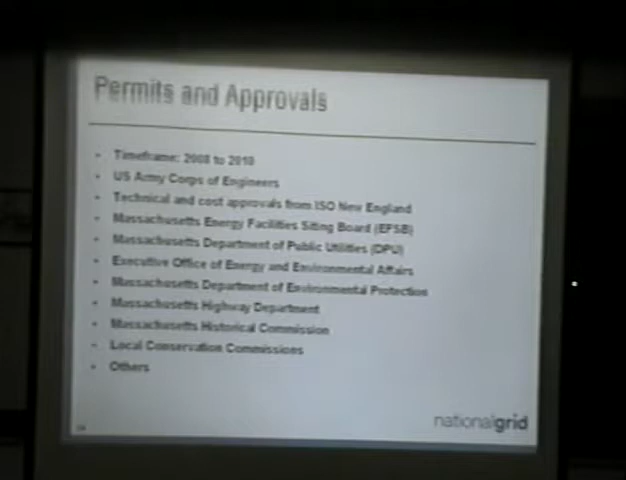 Permits and Approvals
- Timeframe: 2008 to 2010
- US Army Corps of Engineers
- Technical and cost approvals from ISO New England
- Massachusetts Energy Facilities Siting Board (EFSB)
- Massachusetts Department of Public Utilities (DPU)
- Executive Office of Energy and Environmental Affairs
- Massachusetts Department of Environmental Protection
- Massachusetts Highway Department
- Massachusetts Historical Commission
- Local Conservation Commissions
- Others
nationalgrid